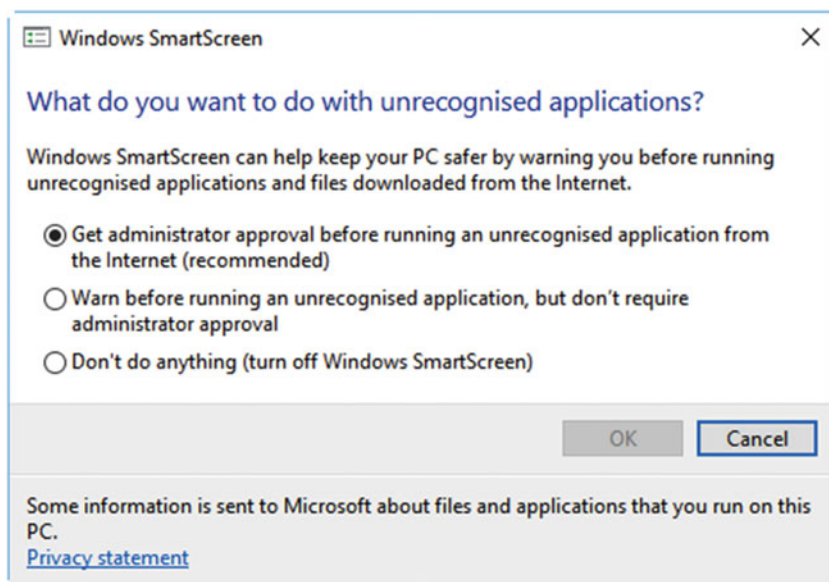 Windows SmartScreen
What do you want to do with unrecognised applications?
Windows SmartScreen can help keep your PC safer by warning you before running
unrecognised applications and files downloaded from the Internet.
Get administrator approval before running an unrecognised application from
the Internet (recommended)
Warn before running an unrecognised application, but don't require
administrator approval
Don't do anything (turn off Windows SmartScreen)
OK Cancel
Some information is sent to Microsoft about files and applications that you run on this
PC.
Privacy statement